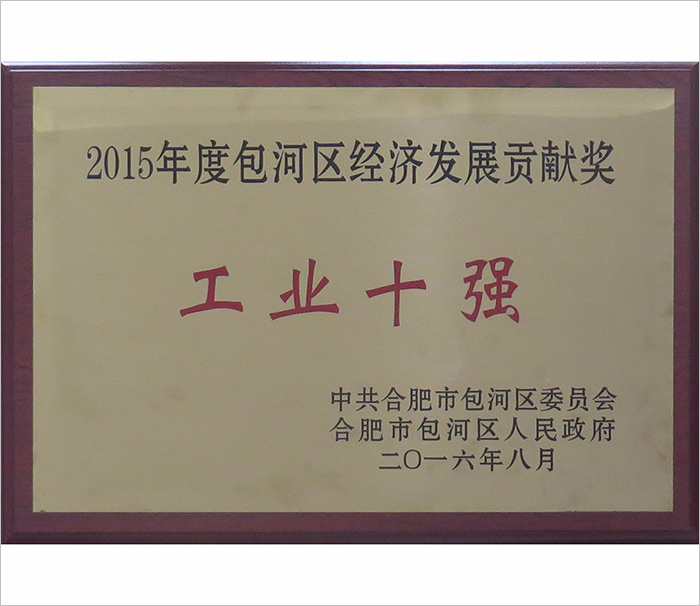 2015年度包河区经济发展贡献奖
工业十强
中共合肥市包河区委员会
合肥市包河区人民政府
二〇一六年八月